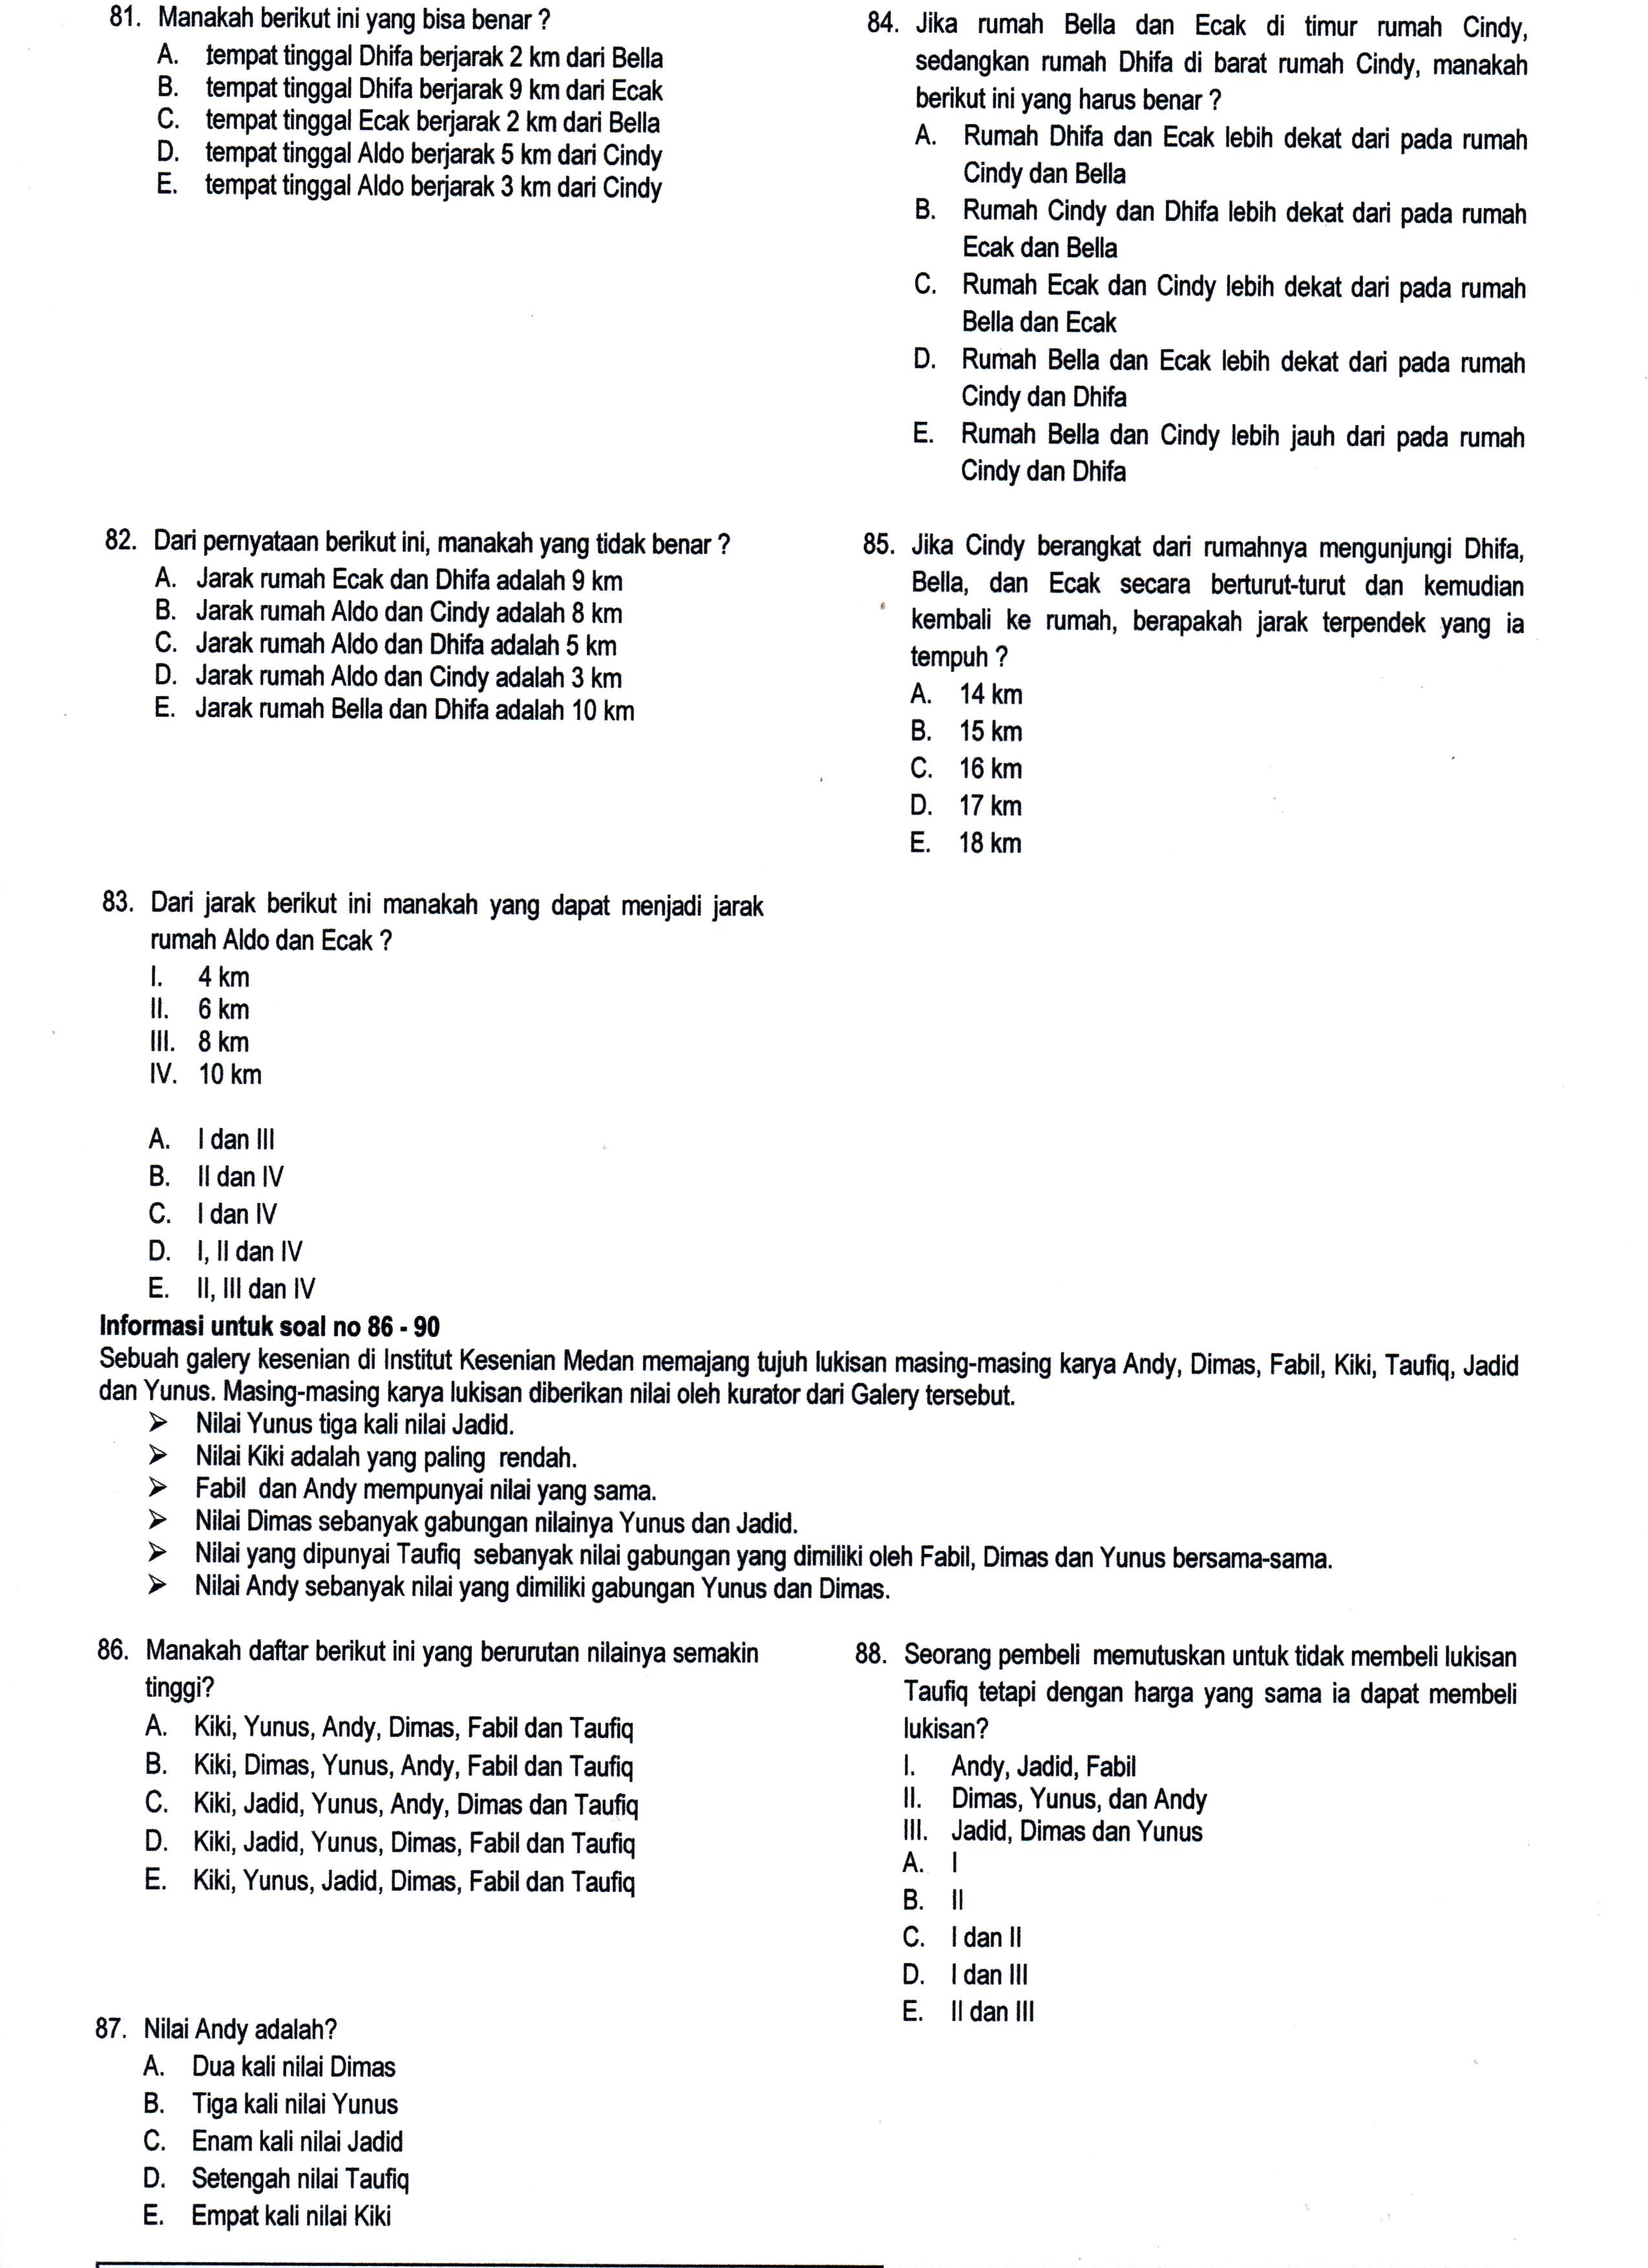 81. Manakah berikut ini yang bisa benar ?
A. tempat tinggal Dhifa berjarak 2 km dari Bella
B. tempat tinggal Dhifa berjarak 9 km dari Ecak
C. tempat tinggal Ecak berjarak 2 km dari Bella
D. tempat tinggal Aldo berjarak 5 km dari Cindy
E. tempat tinggal Aldo berjarak 3 km dari Cindy
82. Dari pernyataan berikut ini, manakah yang tidak benar ?
A. Jarak rumah Ecak dan Dhifa adalah 9 km
B. Jarak rumah Aldo dan Cindy adalah 8 km
C. Jarak rumah Aldo dan Dhifa adalah 5 km
D. Jarak rumah Aldo dan Cindy adalah 3 km
E. Jarak rumah Bella dan Dhifa adalah 10 km
83. Dari jarak berikut ini manakah yang dapat menjadi jarak
rumah Aldo dan Ecak ?
I. 4 km
II. 6 km
III. 8 km
IV. 10 km
A. I dan III
B. II dan IV
C. I dan IV
D. I, II dan IV
E. II, III dan IV
84. Jika rumah Bella dan Ecak di timur rumah Cindy,
sedangkan rumah Dhifa di barat rumah Cindy, manakah
berikut ini yang harus benar ?
A. Rumah Dhifa dan Ecak lebih dekat dari pada rumah
Cindy dan Bella
B. Rumah Cindy dan Dhifa lebih dekat dari pada rumah
Ecak dan Bella
C. Rumah Ecak dan Cindy lebih dekat dari pada rumah
Bella dan Ecak
D. Rumah Bella dan Ecak lebih dekat dari pada rumah
Cindy dan Dhifa
E. Rumah Bella dan Cindy lebih jauh dari pada rumah
Cindy dan Dhifa
85. Jika Cindy berangkat dari rumahnya mengunjungi Dhifa,
Bella, dan Ecak secara berturut-turut dan kemudian
kembali ke rumah, berapakah jarak terpendek yang ia
tempuh ?
A. 14 km
B. 15 km
C. 16 km
D. 17 km
E. 18 km
Informasi untuk soal no 86 - 90
Sebuah galery kesenian di Institut Kesenian Medan memajang tujuh lukisan masing-masing karya Andy, Dimas, Fabil, Kiki, Taufiq, Jadid
dan Yunus. Masing-masing karya lukisan diberikan nilai oleh kurator dari Galery tersebut.
➢ Nilai Yunus tiga kali nilai Jadid.
➢ Nilai Kiki adalah yang paling rendah.
➢ Fabil dan Andy mempunyai nilai yang sama.
➢ Nilai Dimas sebanyak gabungan nilainya Yunus dan Jadid.
➢ Nilai yang dipunyai Taufiq sebanyak nilai gabungan yang dimiliki oleh Fabil, Dimas dan Yunus bersama-sama.
➢ Nilai Andy sebanyak nilai yang dimiliki gabungan Yunus dan Dimas.
86. Manakah daftar berikut ini yang berurutan nilainya semakin
tinggi?
A. Kiki, Yunus, Andy, Dimas, Fabil dan Taufiq
B. Kiki, Dimas, Yunus, Andy, Fabil dan Taufiq
C. Kiki, Jadid, Yunus, Andy, Dimas dan Taufiq
D. Kiki, Jadid, Yunus, Dimas, Fabil dan Taufiq
E. Kiki, Yunus, Jadid, Dimas, Fabil dan Taufiq
87. Nilai Andy adalah?
A. Dua kali nilai Dimas
B. Tiga kali nilai Yunus
C. Enam kali nilai Jadid
D. Setengah nilai Taufiq
E. Empat kali nilai Kiki
88. Seorang pembeli memutuskan untuk tidak membeli lukisan
Taufiq tetapi dengan harga yang sama ia dapat membeli
lukisan?
I. Andy, Jadid, Fabil
II. Dimas, Yunus, dan Andy
III. Jadid, Dimas dan Yunus
A. I
B. II
C. I dan II
D. I dan III
E. II dan III